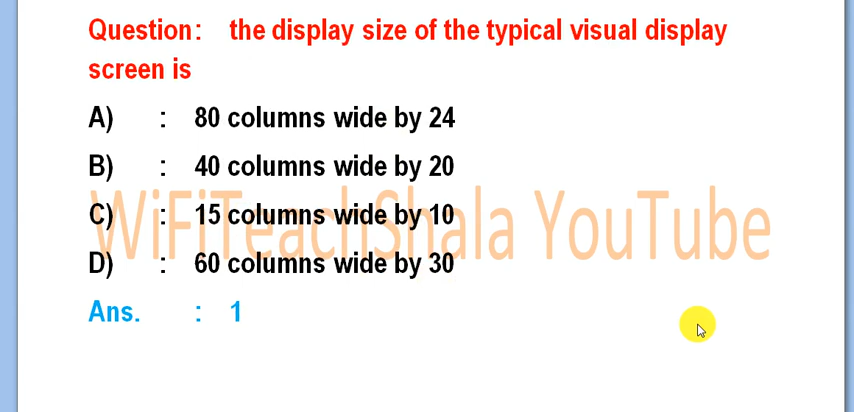 Question: the display size of the typical visual display
screen is
A) : 80 columns wide by 24
B) : 40 columns wide by 20
WiFiTeachShala YouTube
C) : 15 columns wide by 10
D) : 60 columns wide by 30
Ans. : 1